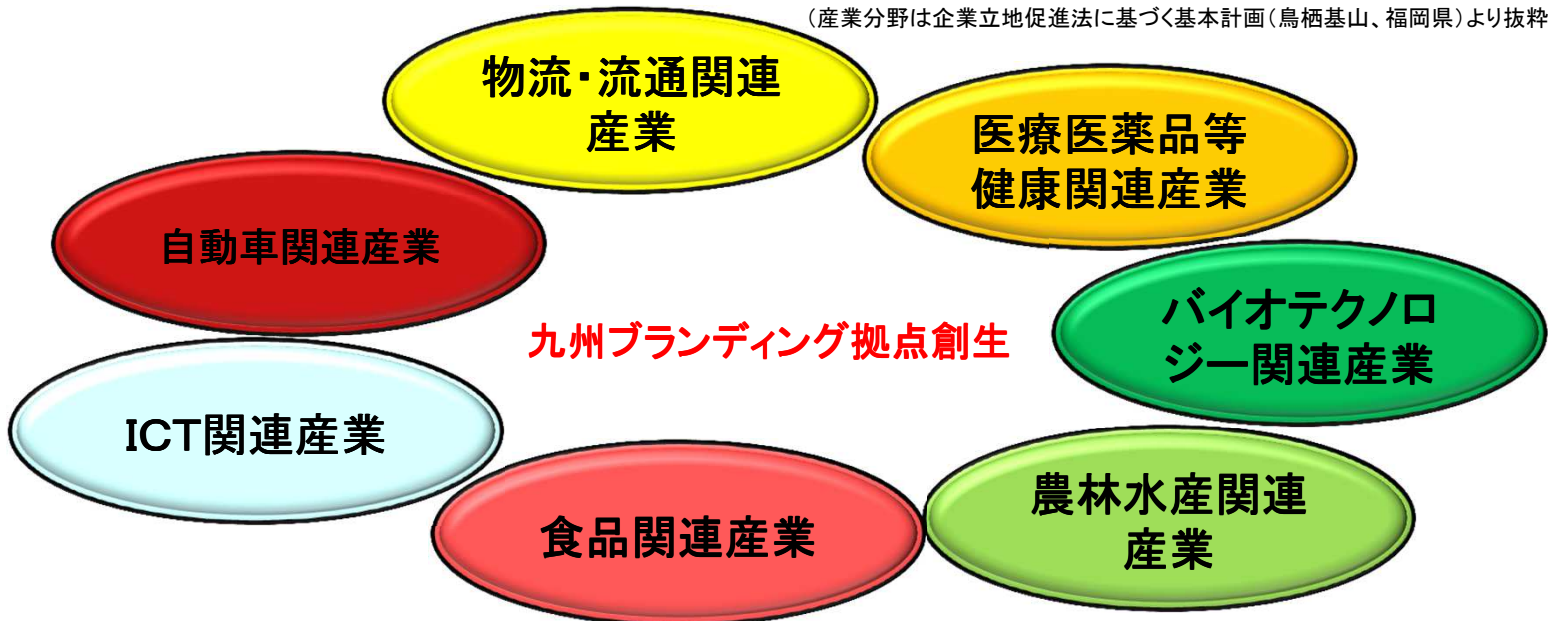 (産業分野は企業立地促進法に基づく基本計画(鳥栖基山、福岡県)より抜粋
物流・流通関連
産業
医療医薬品等
健康関連産業
自動車関連産業
バイオテクノロ
ジー関連産業
九州ブランディング拠点創生
ICT関連産業
農林水産関連
産業
食品関連産業